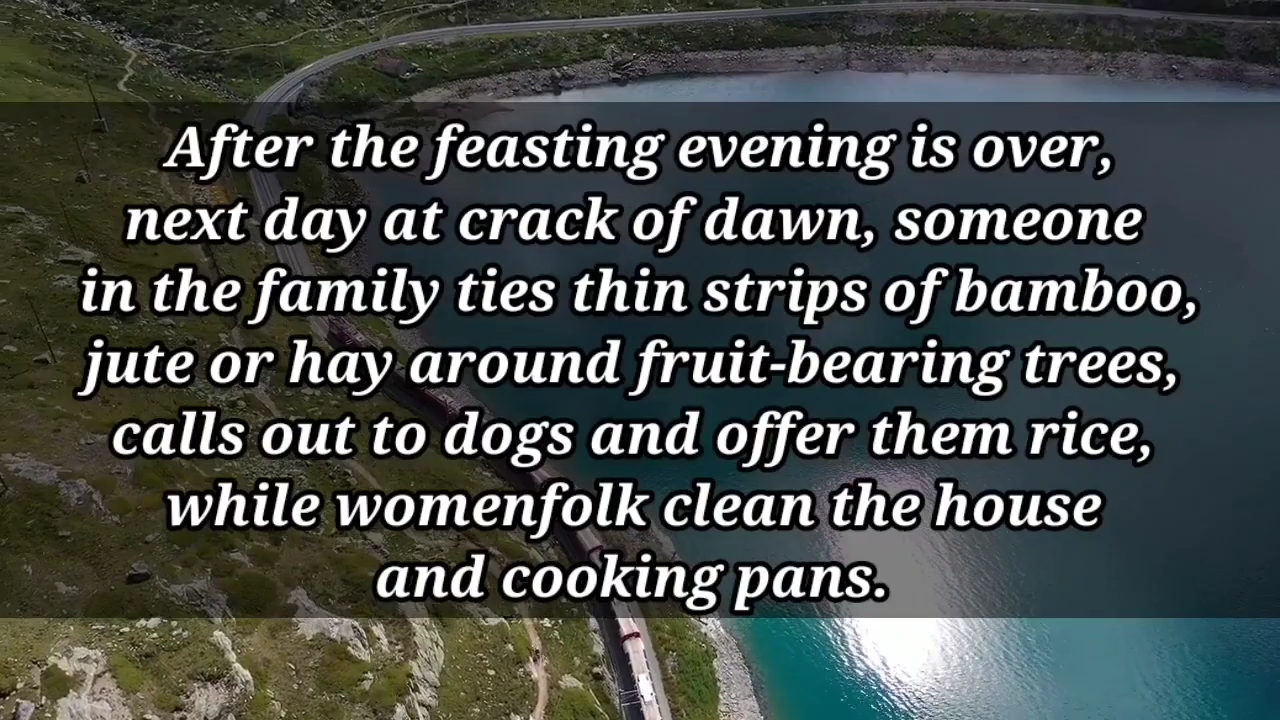 After the feasting evening is over,
next day at crack of dawn, someone
in the family ties thin strips of bamboo,
jute or hay around fruit-bearing trees,
calls out to dogs and offer them rice,
while womenfolk clean the house
and cooking pans.